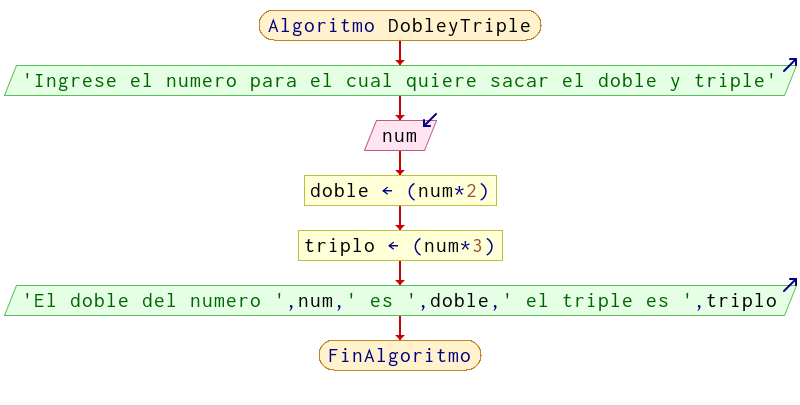 Algoritmo DobleyTriple
'Ingrese el numero para el cual quiere sacar el doble y triple'
num
doble ← (num*2)
triplo ← (num*3)
'El doble del numero ',num,' es ',doble,' el triple es ',triplo
FinAlgoritmo